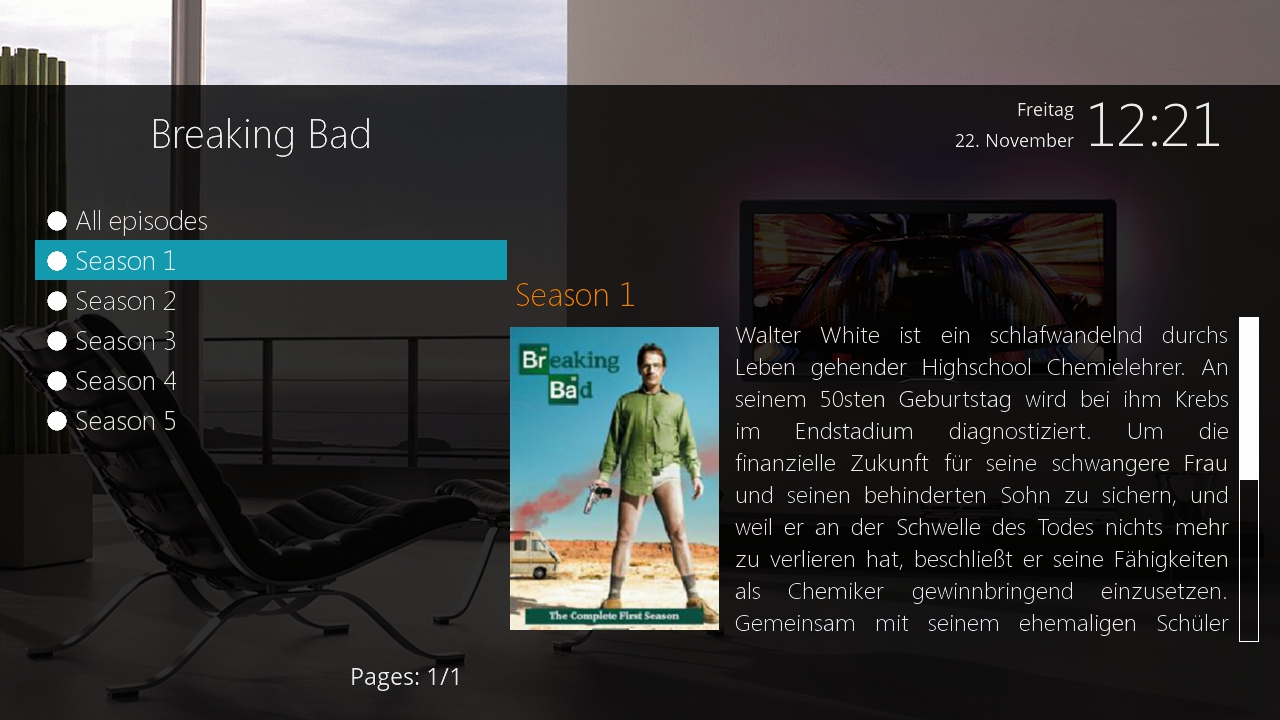 Breaking Bad
Freitag
22. November
12:21
All episodes
Season 1
Season 2
Season 3
Season 4
Season 5
Season 1
Breaking
Bad
The Complete First Season
Walter White ist ein schlafwandelnd durchs
Leben gehender Highschool Chemielehrer. An
seinem 50sten Geburtstag wird bei ihm Krebs
im Endstadium diagnostiziert. Um die
finanzielle Zukunft für seine schwangere Frau
und seinen behinderten Sohn zu sichern, und
weil er an der Schwelle des Todes nichts mehr
zu verlieren hat, beschließt er seine Fähigkeiten
als Chemiker gewinnbringend einzusetzen.
Gemeinsam mit seinem ehemaligen Schüler
Pages: 1/1